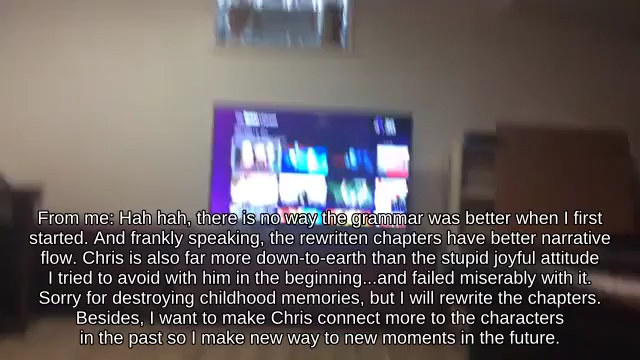 From me: Hah hah, there is no way the grammar was better when I first
started. And frankly speaking, the rewritten chapters have better narrative
flow. Chris is also far more down-to-earth than the stupid joyful attitude
I tried to avoid with him in the beginning...and failed miserably with it.
Sorry for destroying childhood memories, but I will rewrite the chapters.
Besides, I want to make Chris connect more to the characters
in the past so I make new way to new moments in the future.